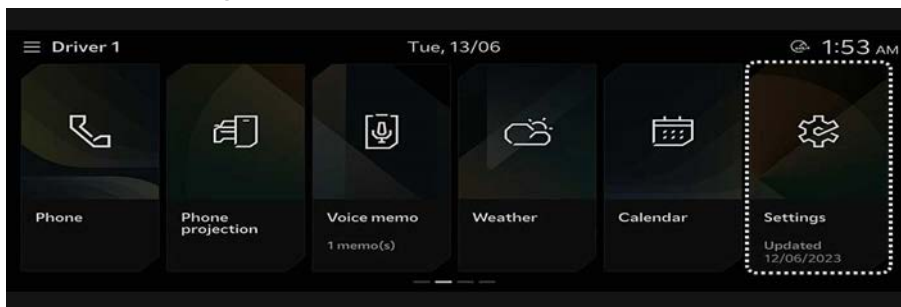 Driver 1
Tue, 13/06
1:53 AM
Phone
Phone
projection
Voice memo
1 memo(s)
Weather
Calendar
Settings
Updated
12/06/2023